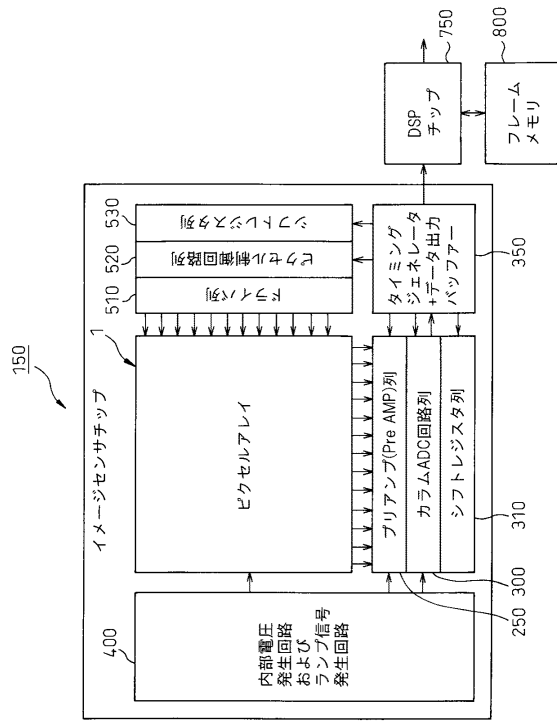 150
イメージセンサチップ
400
内部電圧
発生回路
および
ランプ信号
発生回路
1
ピクセルアレイ
510
520
530
ドライバ列
ピクセル制御回路列
シフトレジスタ列
プリアンプ(Pre AMP)列
カラムADC回路列
シフトレジスタ列
250
300
310
タイミング
ジェネレータ
+データ出力
バッファー
350
DSP
チップ
750
フレーム
メモリ
800